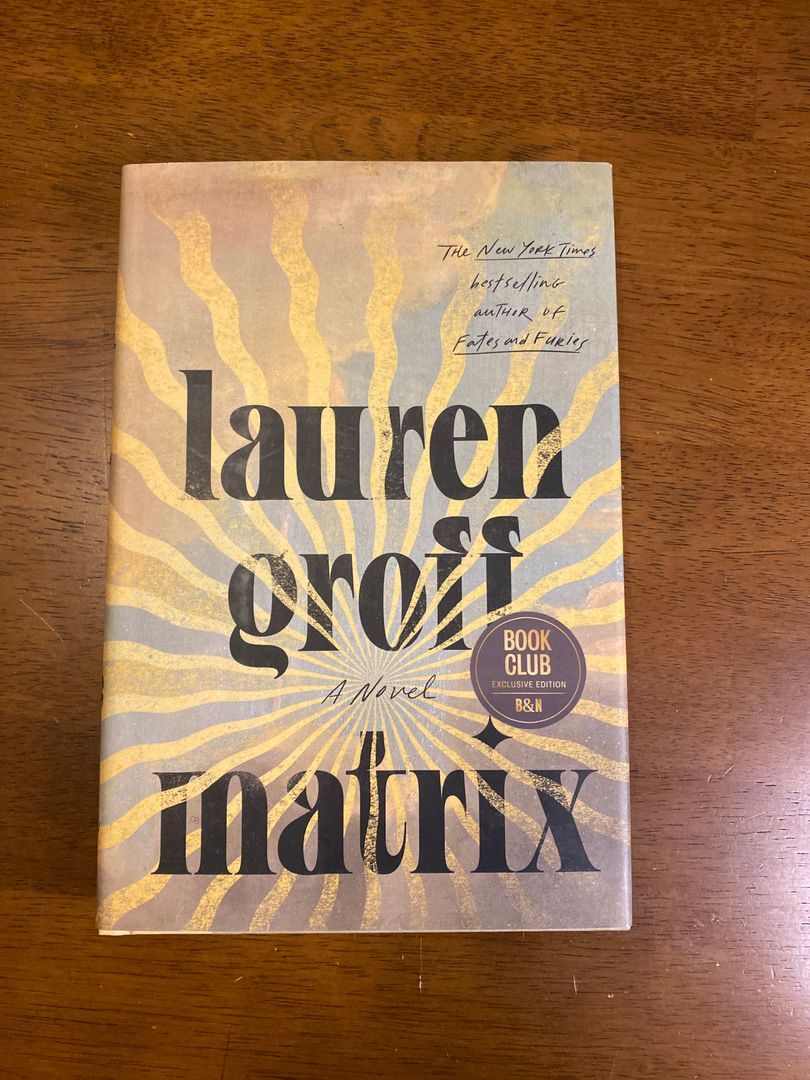 THE New York Times
bestselling
author of
Fates and Furies
lauren
groff
A Novel
BOOK
CLUB
EXCLUSIVE EDITION
B&N
matrix